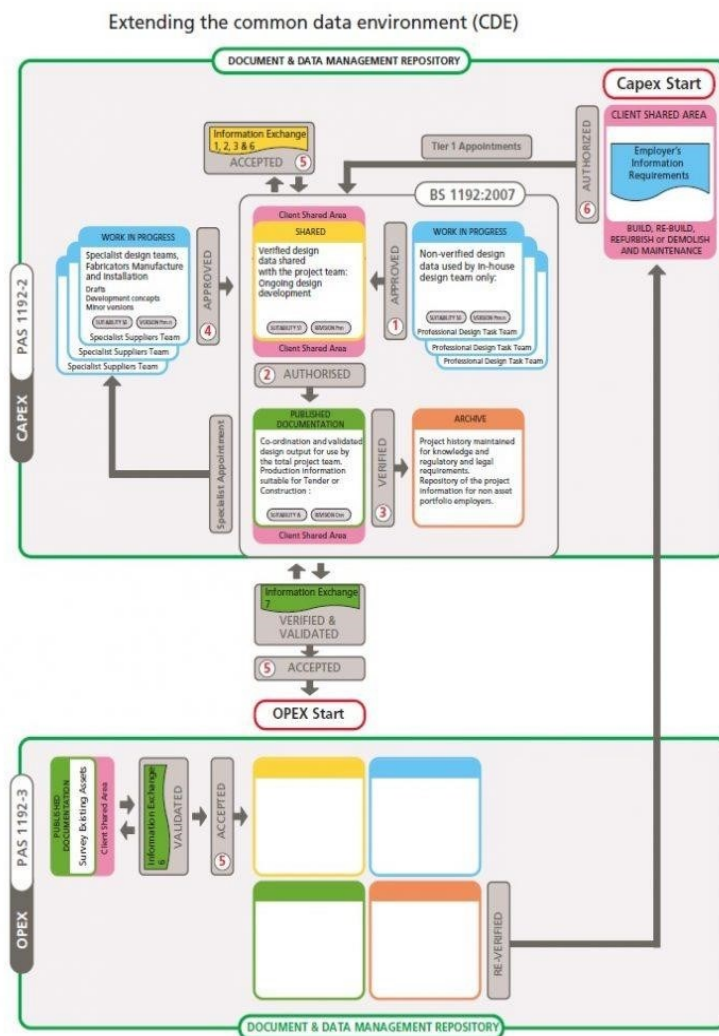 Extending the common data environment (CDE)
DOCUMENT & DATA MANAGEMENT REPOSITORY
Capex Start
CLIENT SHARED AREA
Employer's
Information
Requirements
BUILD, RE-BUILD,
REFURBISH or DEMOLISH
AND MAINTENANCE
AUTHORIZED
6
Tier 1 Appointments
Information Exchange
1, 2, 3 & 6
ACCEPTED
5
BS 1192:2007
PAS 1192-2
CAPEX
WORK IN PROGRESS
Specialist design teams,
Fabricators Manufacture
and Installation
Drafts
Development concepts
Minor versions
Specialist Suppliers Team
Specialist Suppliers Team
Specialist Suppliers Team
APPROVED
4
Client Shared Area
SHARED
Verified design
data shared
with the project team:
Ongoing design
development
Client Shared Area
APPROVED
1
WORK IN PROGRESS
Non-verified design
data used by in-house
design team only:
Professional Design Task Team
Professional Design Task Team
Professional Design Task Team
2 AUTHORISED
Specialist Appointment
PUBLISHED
DOCUMENTATION
Co-ordination and validated
design output for use by
the total project team.
Production information
suitable for Tender or
Construction :
Client Shared Area
VERIFIED
3
ARCHIVE
Project history maintained
for knowledge and
regulatory and legal
requirements.
Repository of the project
information for non asset
portfolio employers.
Information Exchange
7
VERIFIED &
VALIDATED
5 ACCEPTED
OPEX Start
PAS 1192-3
OPEX
PUBLISHED
DOCUMENTATION
Survey Existing Assets
Client Shared Area
Information Exchange
6
VALIDATED
ACCEPTED
5
RE-VERIFIED
DOCUMENT & DATA MANAGEMENT REPOSITORY